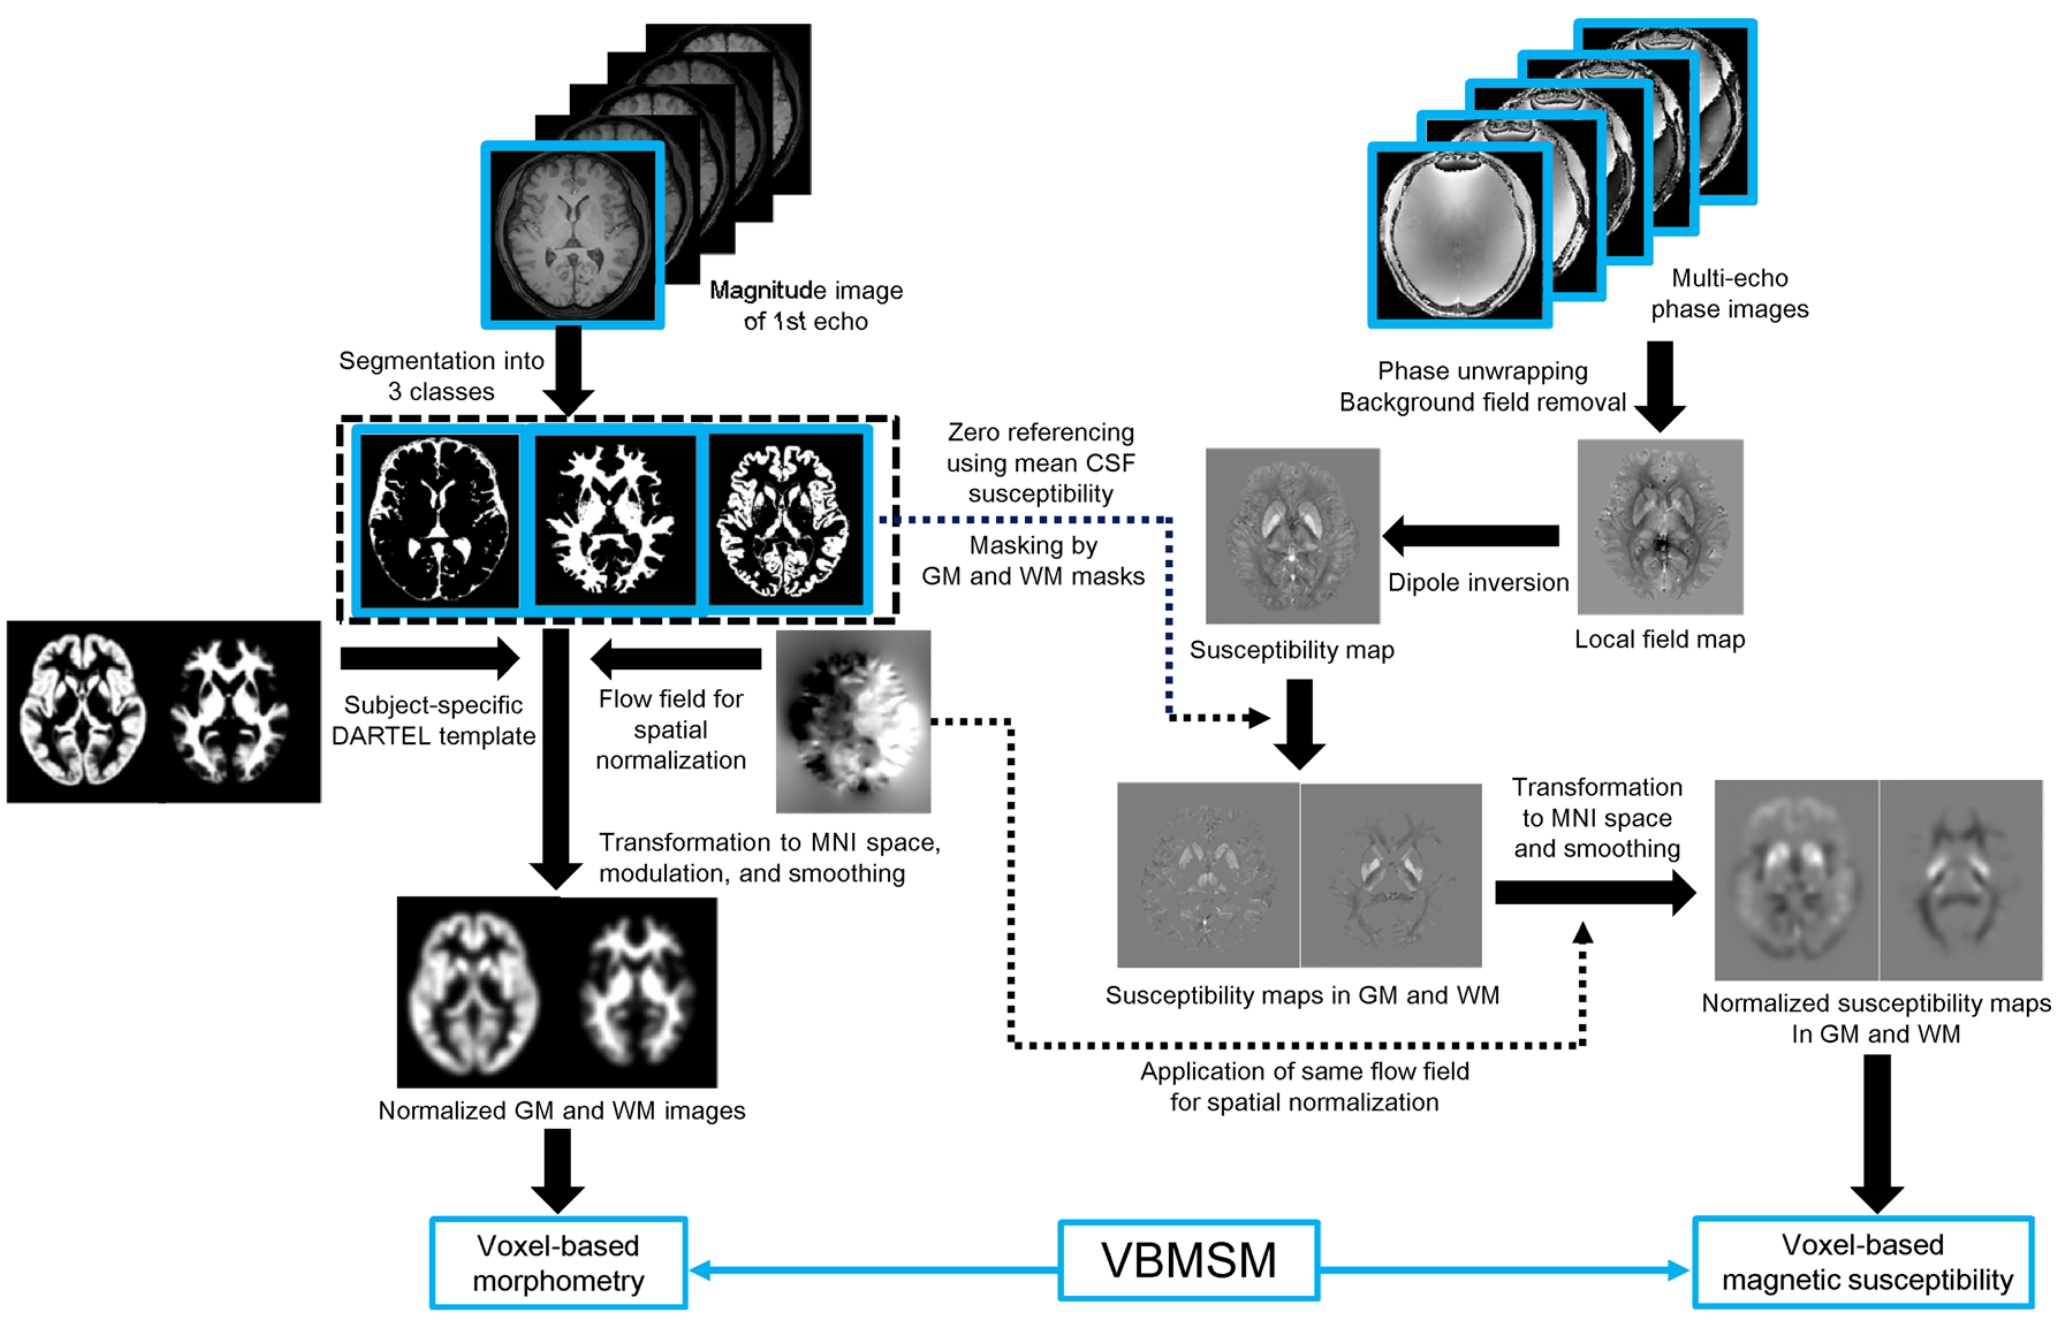 Magnitude image
of 1st echo
Multi-echo
phase images
Segmentation into
3 classes
Phase unwrapping
Background field removal
Zero referencing
using mean CSF
susceptibility
Masking by
GM and WM masks
Dipole inversion
Local field map
Susceptibility map
Subject-specific
DARTEL template
Flow field for
spatial
normalization
Transformation to MNI space,
modulation, and smoothing
Transformation
to MNI space
and smoothing
Susceptibility maps in GM and WM
Normalized susceptibility maps
In GM and WM
Application of same flow field
for spatial normalization
Normalized GM and WM images
Voxel-based
morphometry
VBMSM
Voxel-based
magnetic susceptibility